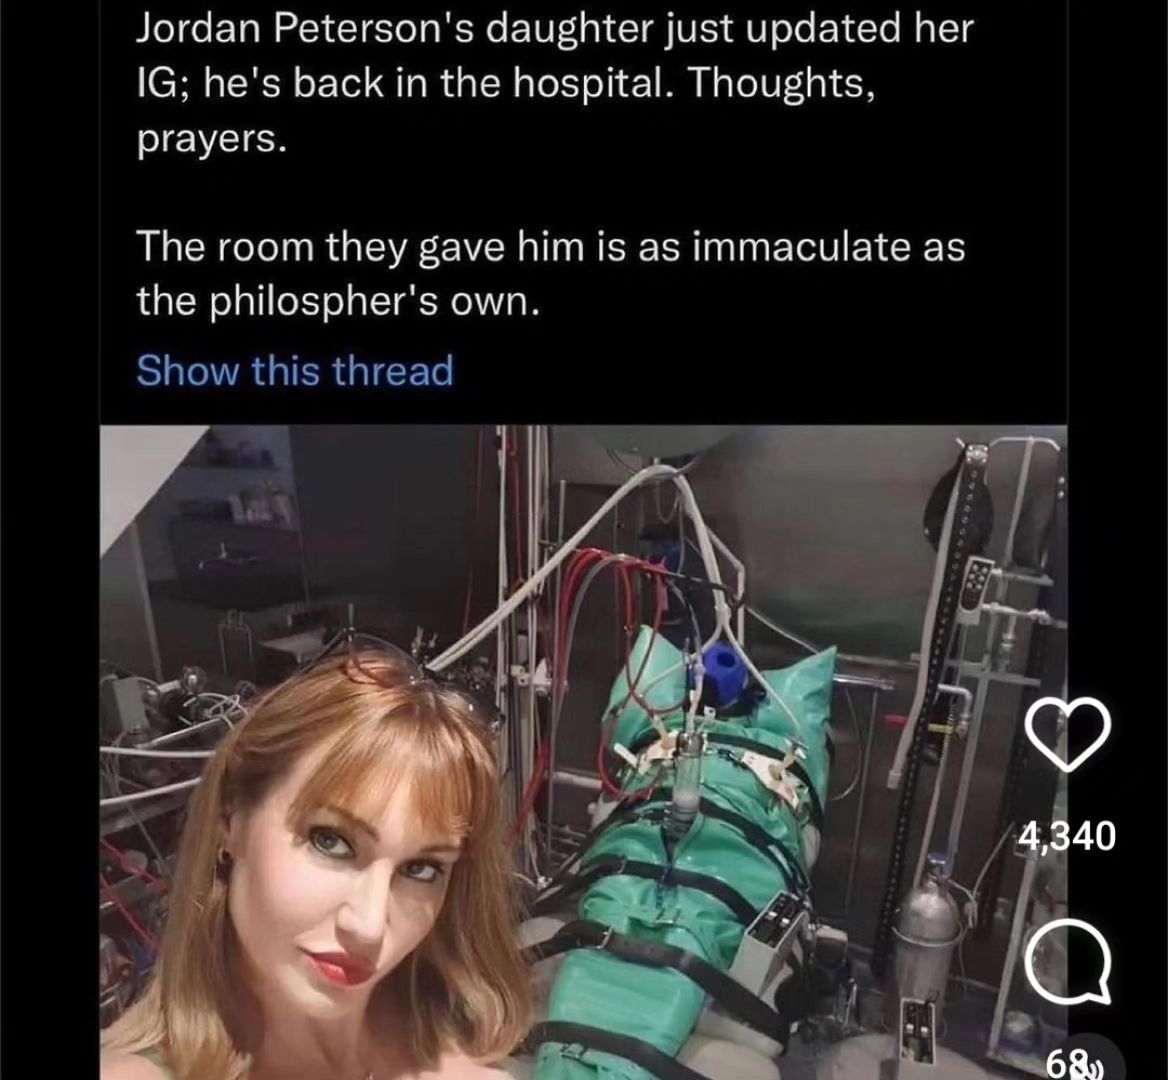 Jordan Peterson's daughter just updated her
IG; he's back in the hospital. Thoughts,
prayers.
The room they gave him is as immaculate as
the philospher's own.
Show this thread
4,340
68